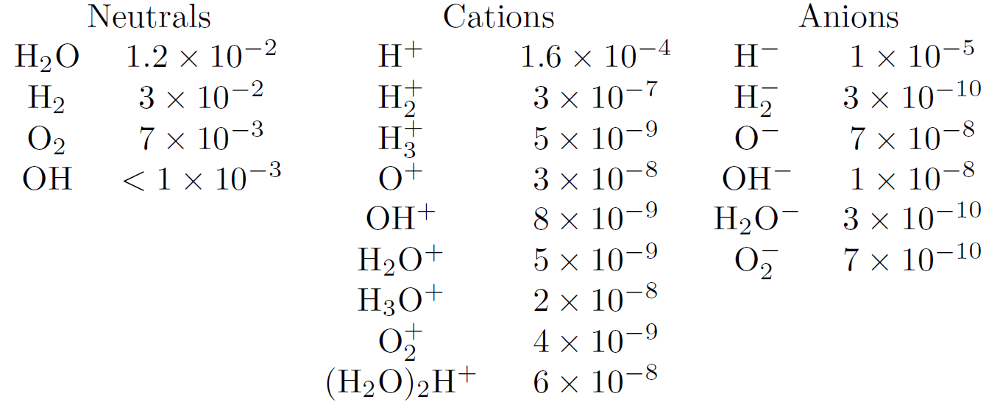 Neutrals Cations Anions
H₂O 1.2 × 10⁻² H⁺ 1.6 × 10⁻⁴ H⁻ 1 × 10⁻⁵
H₂ 3 × 10⁻² H₂⁺ 3 × 10⁻⁷ H₂⁻ 3 × 10⁻¹⁰
O₂ 7 × 10⁻³ H₃⁺ 5 × 10⁻⁹ O⁻ 7 × 10⁻⁸
OH < 1 × 10⁻³ O⁺ 3 × 10⁻⁸ OH⁻ 1 × 10⁻⁸
OH⁺ 8 × 10⁻⁹ H₂O⁻ 3 × 10⁻¹⁰
H₂O⁺ 5 × 10⁻⁹ O₂⁻ 7 × 10⁻¹⁰
H₃O⁺ 2 × 10⁻⁸
O₂⁺ 4 × 10⁻⁹
(H₂O)₂H⁺ 6 × 10⁻⁸